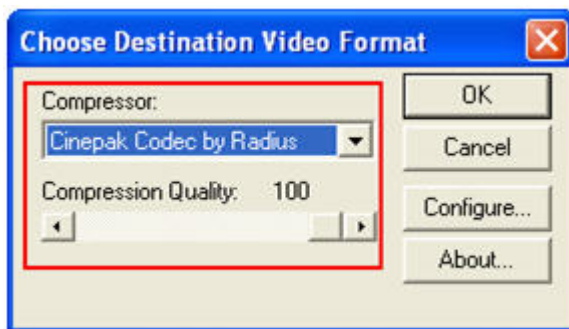 Choose Destination Video Format
Compressor:
Cinepak Codec by Radius
Compression Quality: 100
OK
Cancel
Configure...
About...